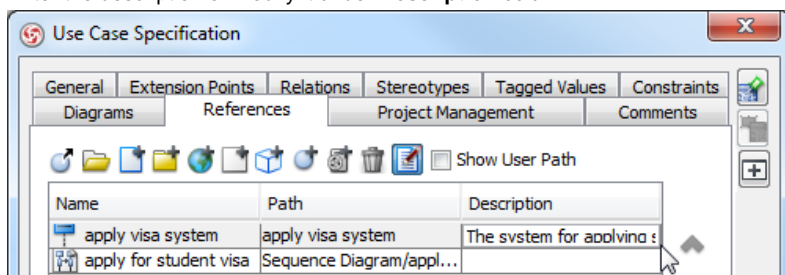 Use Case Specification
General Extension Points Relations Stereotypes Tagged Values Constraints
Diagrams References Project Management Comments
Show User Path
Name Path Description
apply visa system apply visa system The system for applying s
apply for student visa Sequence Diagram/appl...